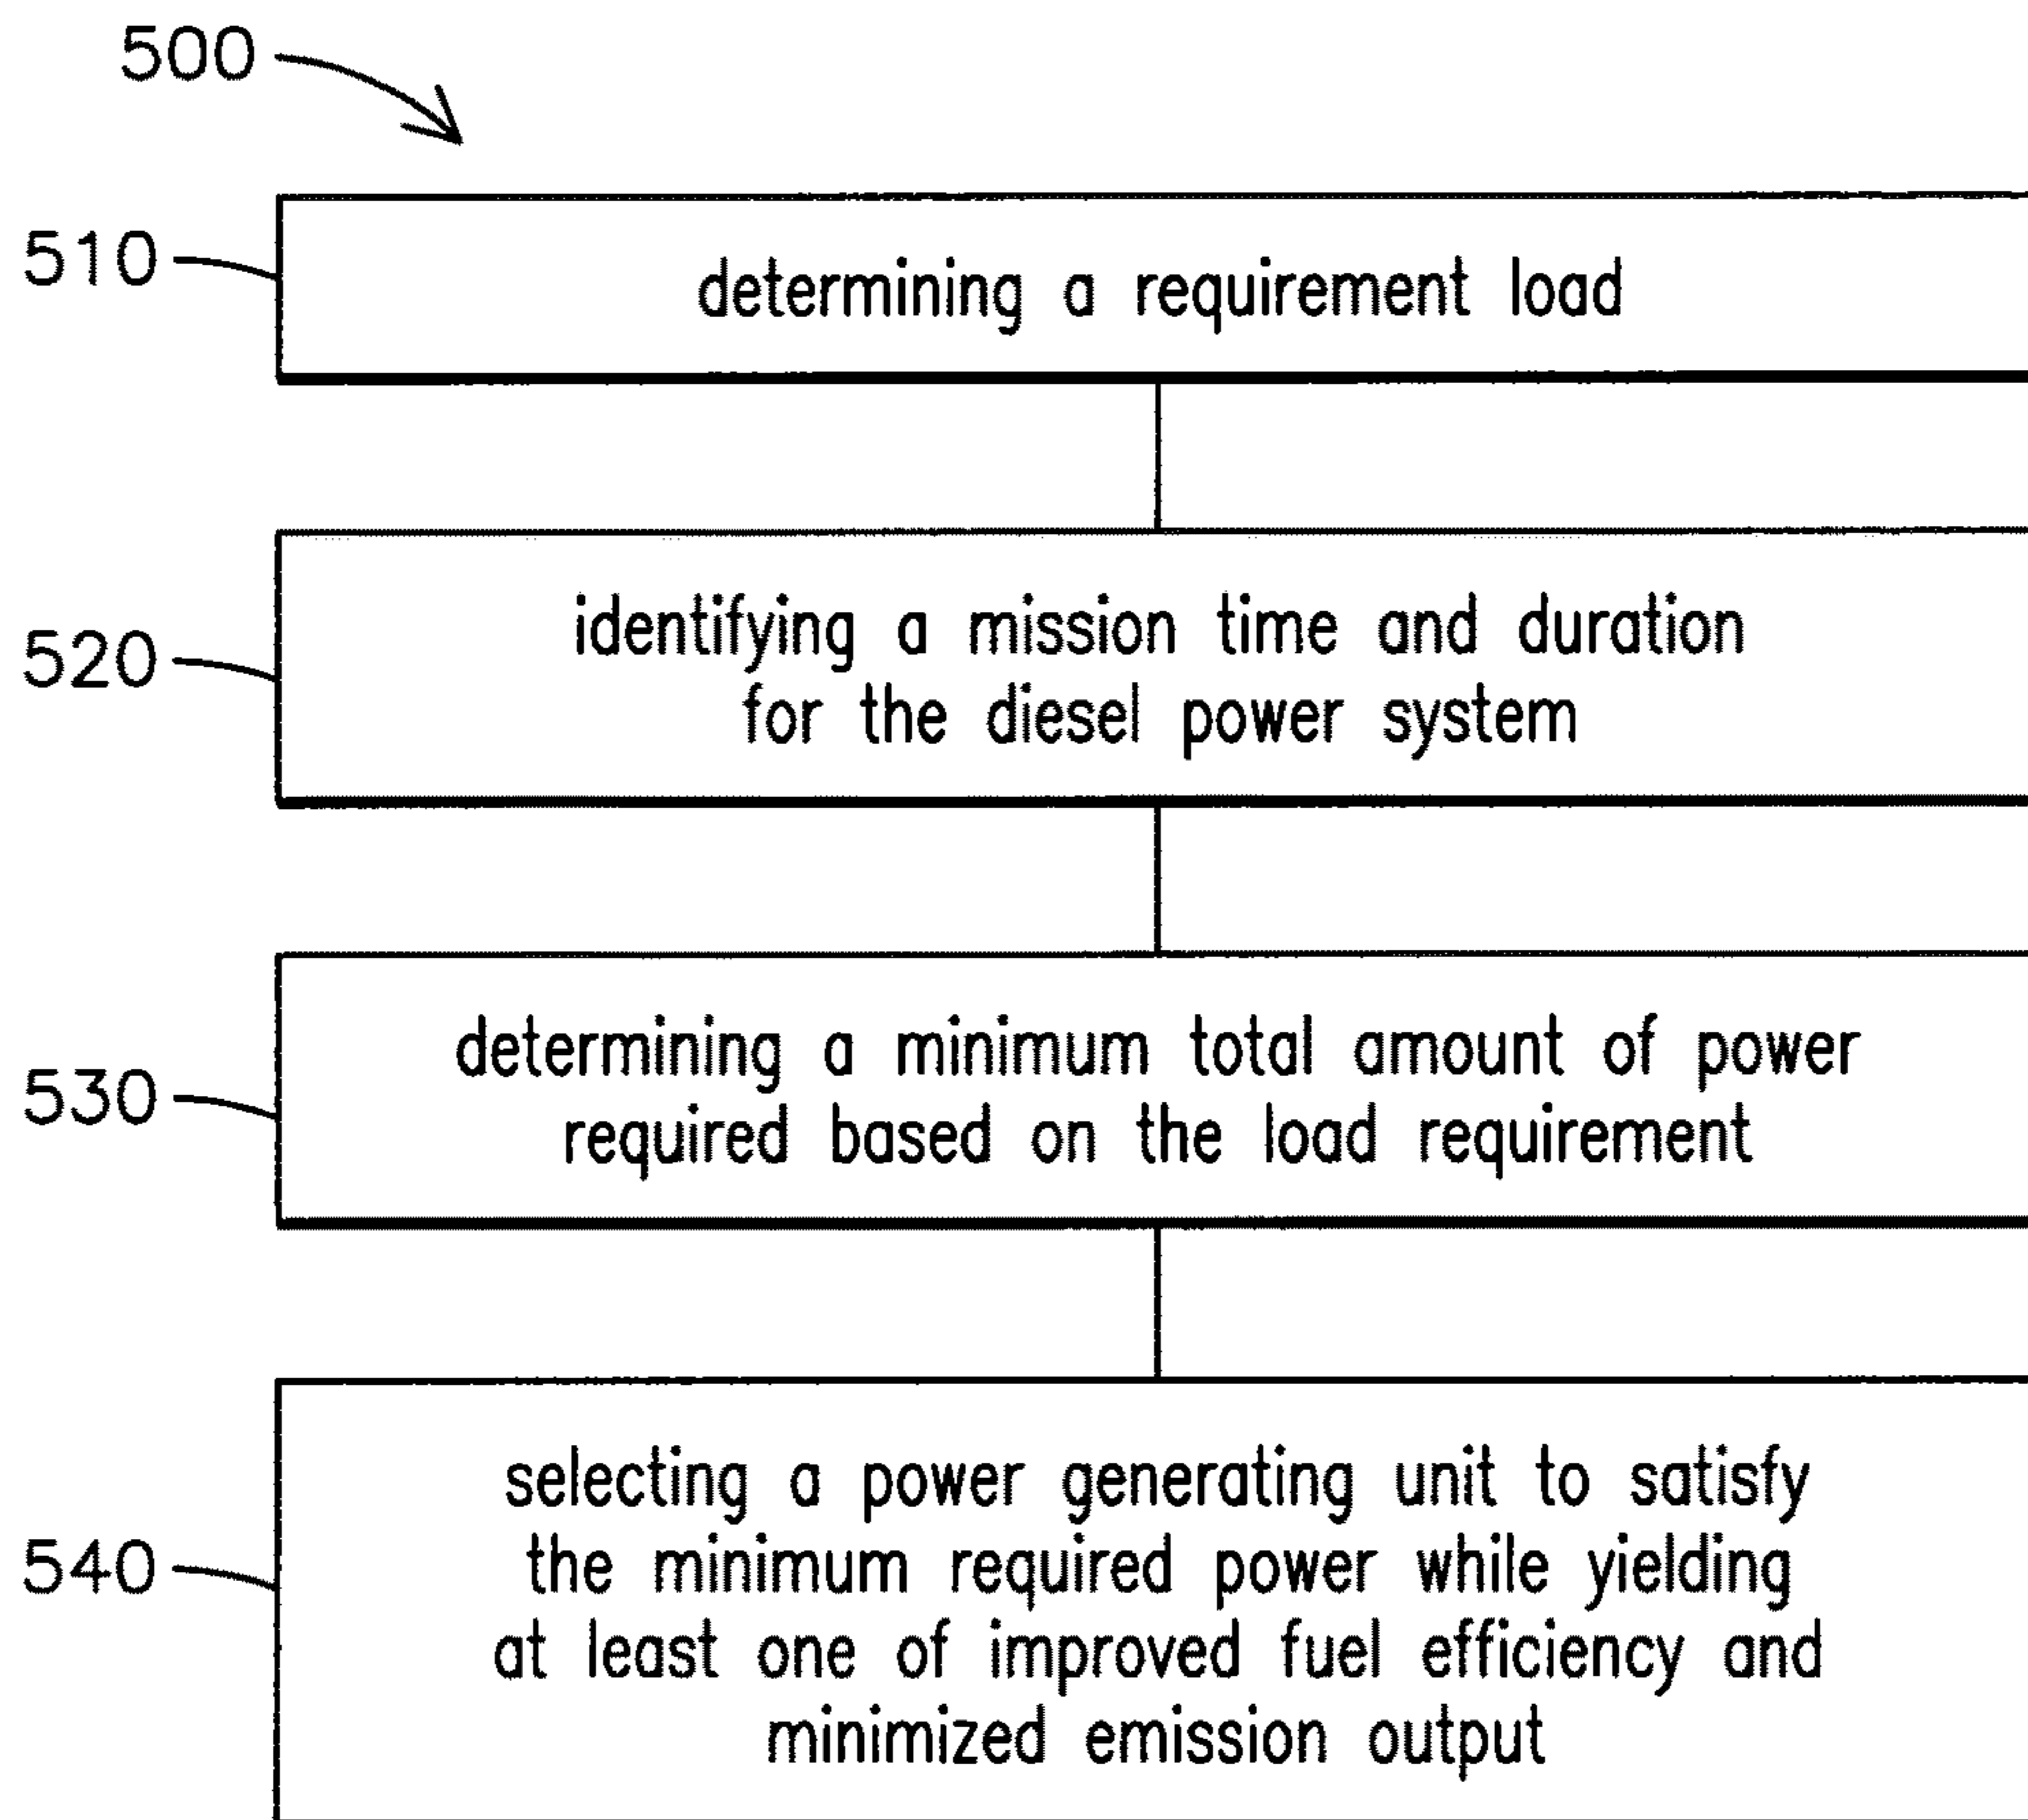 500
510
determining a requirement load
520
identifying a mission time and duration
for the diesel power system
530
determining a minimum total amount of power
required based on the load requirement
540
selecting a power generating unit to satisfy
the minimum required power while yielding
at least one of improved fuel efficiency and
minimized emission output